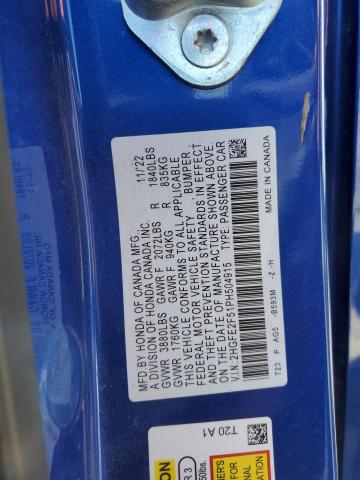 MFD.BY HONDA OF CANADA MFG., 11/22
A DIVISION OF HONDA CANADA INC.
GVWR 3880LBS GAWR F 2072LBS R 1840LBS
GVWR 1760KG GAWR F 940KG R 835KG
THIS VEHICLE CONFORMS TO ALL APPLICABLE
FEDERAL MOTOR VEHICLE SAFETY, BUMPER
AND THEFT PREVENTION STANDARDS IN EFFECT
ON THE DATE OF MANUFACTURE SHOWN ABOVE.
V.I.N.:2HGFE2F51PH504915 TYPE:PASSENGER CAR
MADE IN CANADA
723 P AG5 -B593M -Z -H
T20 A1